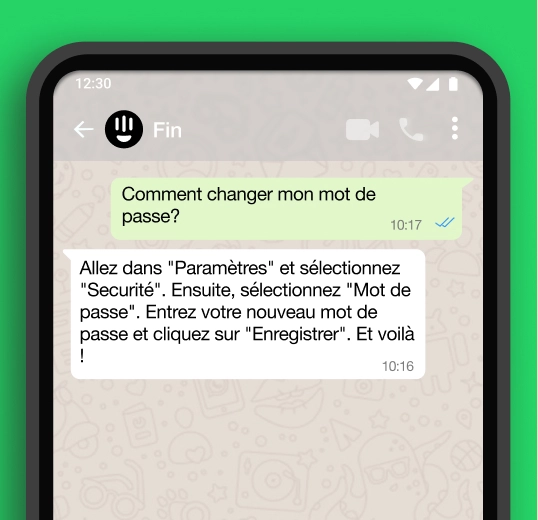 12:30
Fin
Comment changer mon mot de
passe?
10:17
Allez dans "Paramètres" et sélectionnez
"Securité". Ensuite, sélectionnez "Mot de
passe". Entrez votre nouveau mot de
passe et cliquez sur "Enregistrer". Et voilà
!
10:16